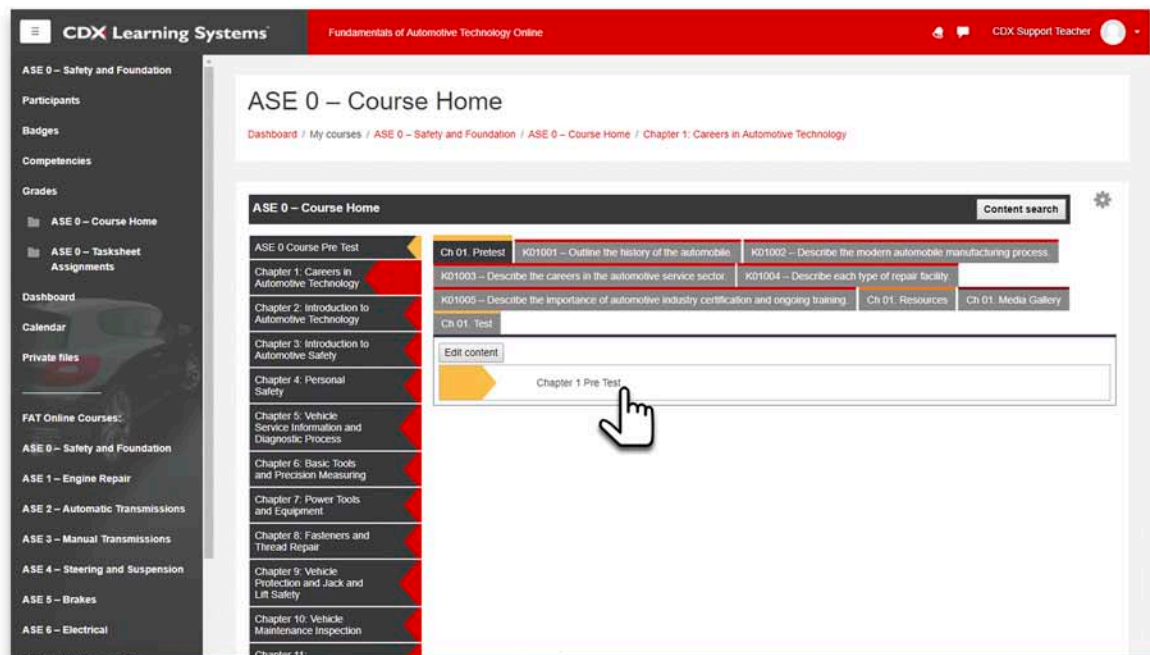 CDX Learning Systems
Fundamentals of Automotive Technology Online
CDX Support Teacher
ASE 0 – Safety and Foundation
Participants
Badges
Competencies
Grades
ASE 0 – Course Home
ASE 0 – Tasksheet
Assignments
Dashboard
Calendar
Private files
FAT Online Courses:
ASE 0 – Safety and Foundation
ASE 1 – Engine Repair
ASE 2 – Automatic Transmissions
ASE 3 – Manual Transmissions
ASE 4 – Steering and Suspension
ASE 5 – Brakes
ASE 6 – Electrical
ASE 0 – Course Home
Dashboard / My courses / ASE 0 – Safety and Foundation / ASE 0 – Course Home / Chapter 1: Careers in Automotive Technology
ASE 0 – Course Home
Content search
ASE 0 Course Pre Test
Chapter 1: Careers in
Automotive Technology
Chapter 2: Introduction to
Automotive Technology
Chapter 3: Introduction to
Automotive Safety
Chapter 4: Personal
Safety
Chapter 5: Vehicle
Service Information and
Diagnostic Process
Chapter 6: Basic Tools
and Precision Measuring
Chapter 7: Power Tools
and Equipment
Chapter 8: Fasteners and
Thread Repair
Chapter 9: Vehicle
Protection and Jack and
Lift Safety
Chapter 10: Vehicle
Maintenance Inspection
Chapter 11:
Ch 01. Pretest K01001 – Outline the history of the automobile. K01002 – Describe the modern automobile manufacturing process.
K01003 – Describe the careers in the automotive service sector. K01004 – Describe each type of repair facility.
K01005 – Describe the importance of automotive industry certification and ongoing training. Ch 01. Resources Ch 01. Media Gallery
Ch 01. Test
Edit content
Chapter 1 Pre Test